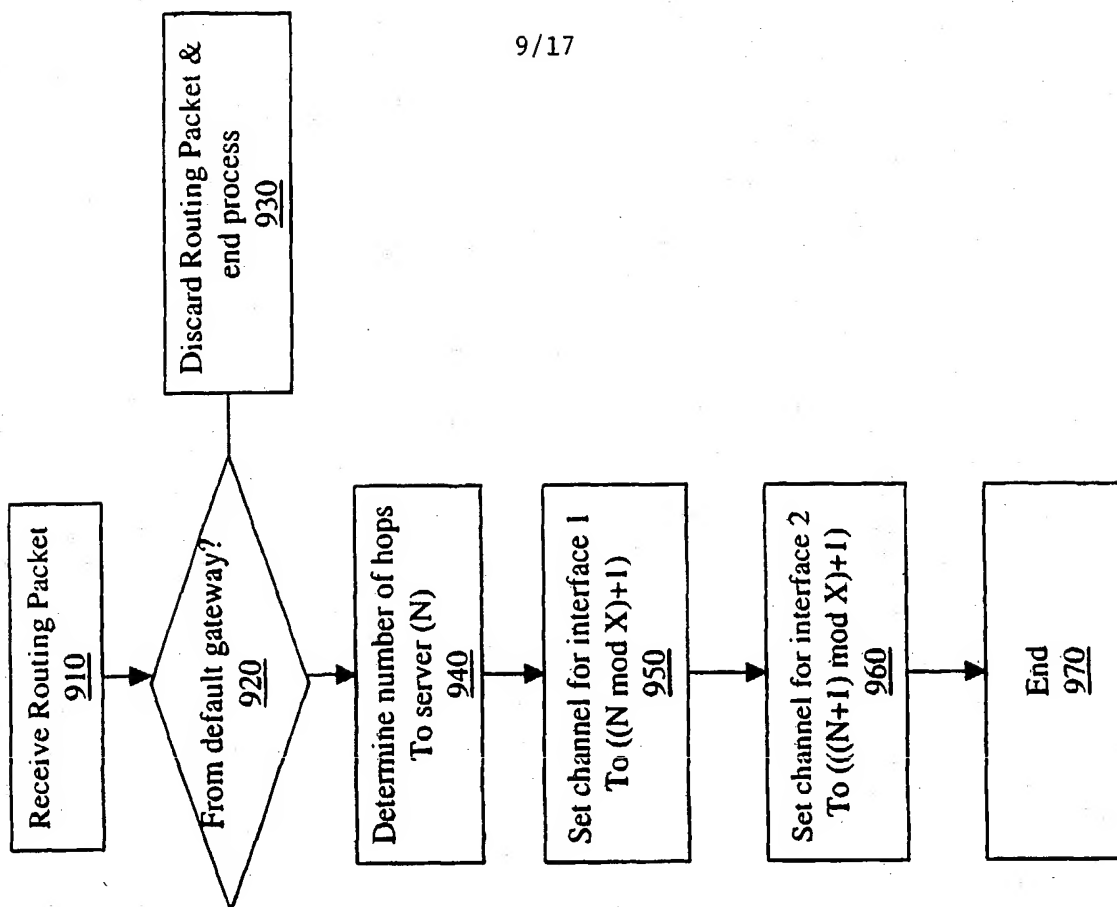 9/17
Receive Routing Packet
910
From default gateway?
920
Discard Routing Packet &
end process
930
Determine number of hops
To server (N)
940
Set channel for interface 1
To ((N mod X)+1)
950
Set channel for interface 2
To (((N+1) mod X)+1)
960
End
970